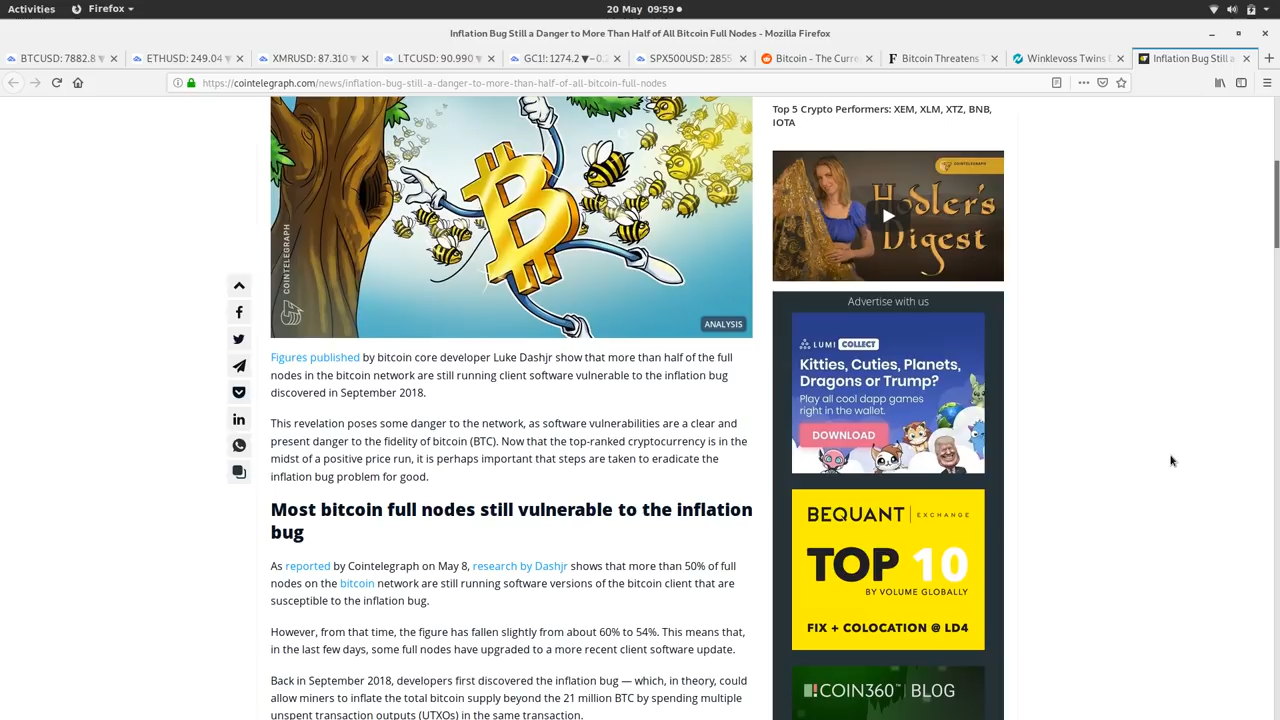 Activities Firefox 20 May 09:59
Inflation Bug Still a Danger to More Than Half of All Bitcoin Full Nodes - Mozilla Firefox
BTCUSD: 7882.8 ETHUSD: 249.04 XMRUSD: 87.310 LTCUSD: 90.990 GC1!: 1274.2 ▼ −0.2 SPX500USD: 2855 Bitcoin - The Curre Bitcoin Threatens T Winklevoss Twins Inflation Bug Still a
https://cointelegraph.com/news/inflation-bug-still-a-danger-to-more-than-half-of-all-bitcoin-full-nodes
COINTELEGRAPH
ANALYSIS
Figures published by bitcoin core developer Luke Dashjr show that more than half of the full
nodes in the bitcoin network are still running client software vulnerable to the inflation bug
discovered in September 2018.
This revelation poses some danger to the network, as software vulnerabilities are a clear and
present danger to the fidelity of bitcoin (BTC). Now that the top-ranked cryptocurrency is in the
midst of a positive price run, it is perhaps important that steps are taken to eradicate the
inflation bug problem for good.
Most bitcoin full nodes still vulnerable to the inflation
bug
As reported by Cointelegraph on May 8, research by Dashjr shows that more than 50% of full
nodes on the bitcoin network are still running software versions of the bitcoin client that are
susceptible to the inflation bug.
However, from that time, the figure has fallen slightly from about 60% to 54%. This means that,
in the last few days, some full nodes have upgraded to a more recent client software update.
Back in September 2018, developers first discovered the inflation bug — which, in theory, could
allow miners to inflate the total bitcoin supply beyond the 21 million BTC by spending multiple
unspent transaction outputs (UTXOs) in the same transaction.
Top 5 Crypto Performers: XEM, XLM, XTZ, BNB,
IOTA
COINTELEGRAPH
Hodler's
Digest
Advertise with us
LUMI COLLECT
Kitties, Cuties, Planets,
Dragons or Trump?
Play all cool dapp games
right in the wallet.
DOWNLOAD
BEQUANT | EXCHANGE
TOP 10
BY VOLUME GLOBALLY
FIX + COLOCATION @ LD4
COIN360™ | BLOG